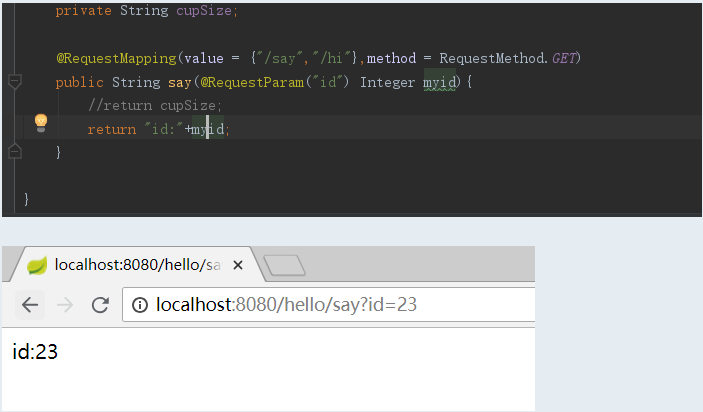 private String cupSize;
@RequestMapping(value = {"/say","/hi"},method = RequestMethod.GET)
public String say(@RequestParam("id") Integer myid){
//return cupSize;
return "id:"+myid;
}
}
localhost:8080/hello/sa
localhost:8080/hello/say?id=23
id:23